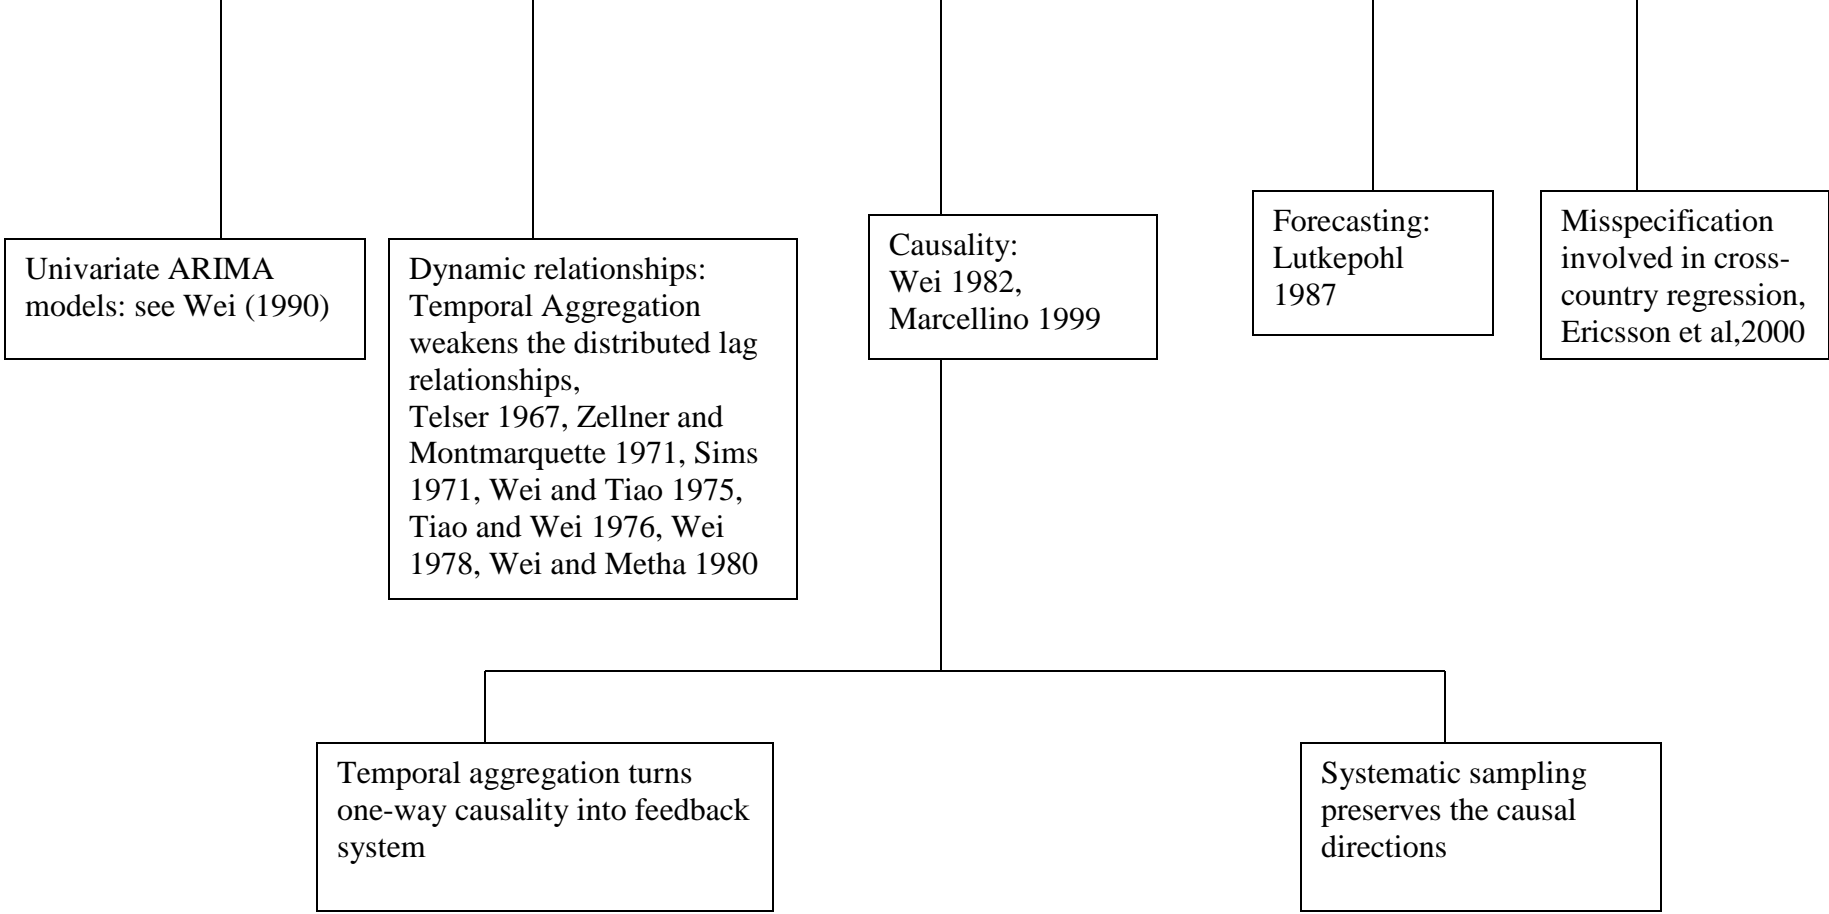 Univariate ARIMA
models: see Wei (1990)
Dynamic relationships:
Temporal Aggregation
weakens the distributed lag
relationships,
Telser 1967, Zellner and
Montmarquette 1971, Sims
1971, Wei and Tiao 1975,
Tiao and Wei 1976, Wei
1978, Wei and Metha 1980
Causality:
Wei 1982,
Marcellino 1999
Forecasting:
Lutkepohl
1987
Misspecification
involved in cross-
country regression,
Ericsson et al,2000
Temporal aggregation turns
one-way causality into feedback
system
Systematic sampling
preserves the causal
directions